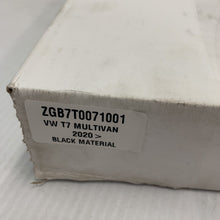 ZGB7T0071001
VW T7 MULTIVAN
2020 >
BLACK MATERIAL